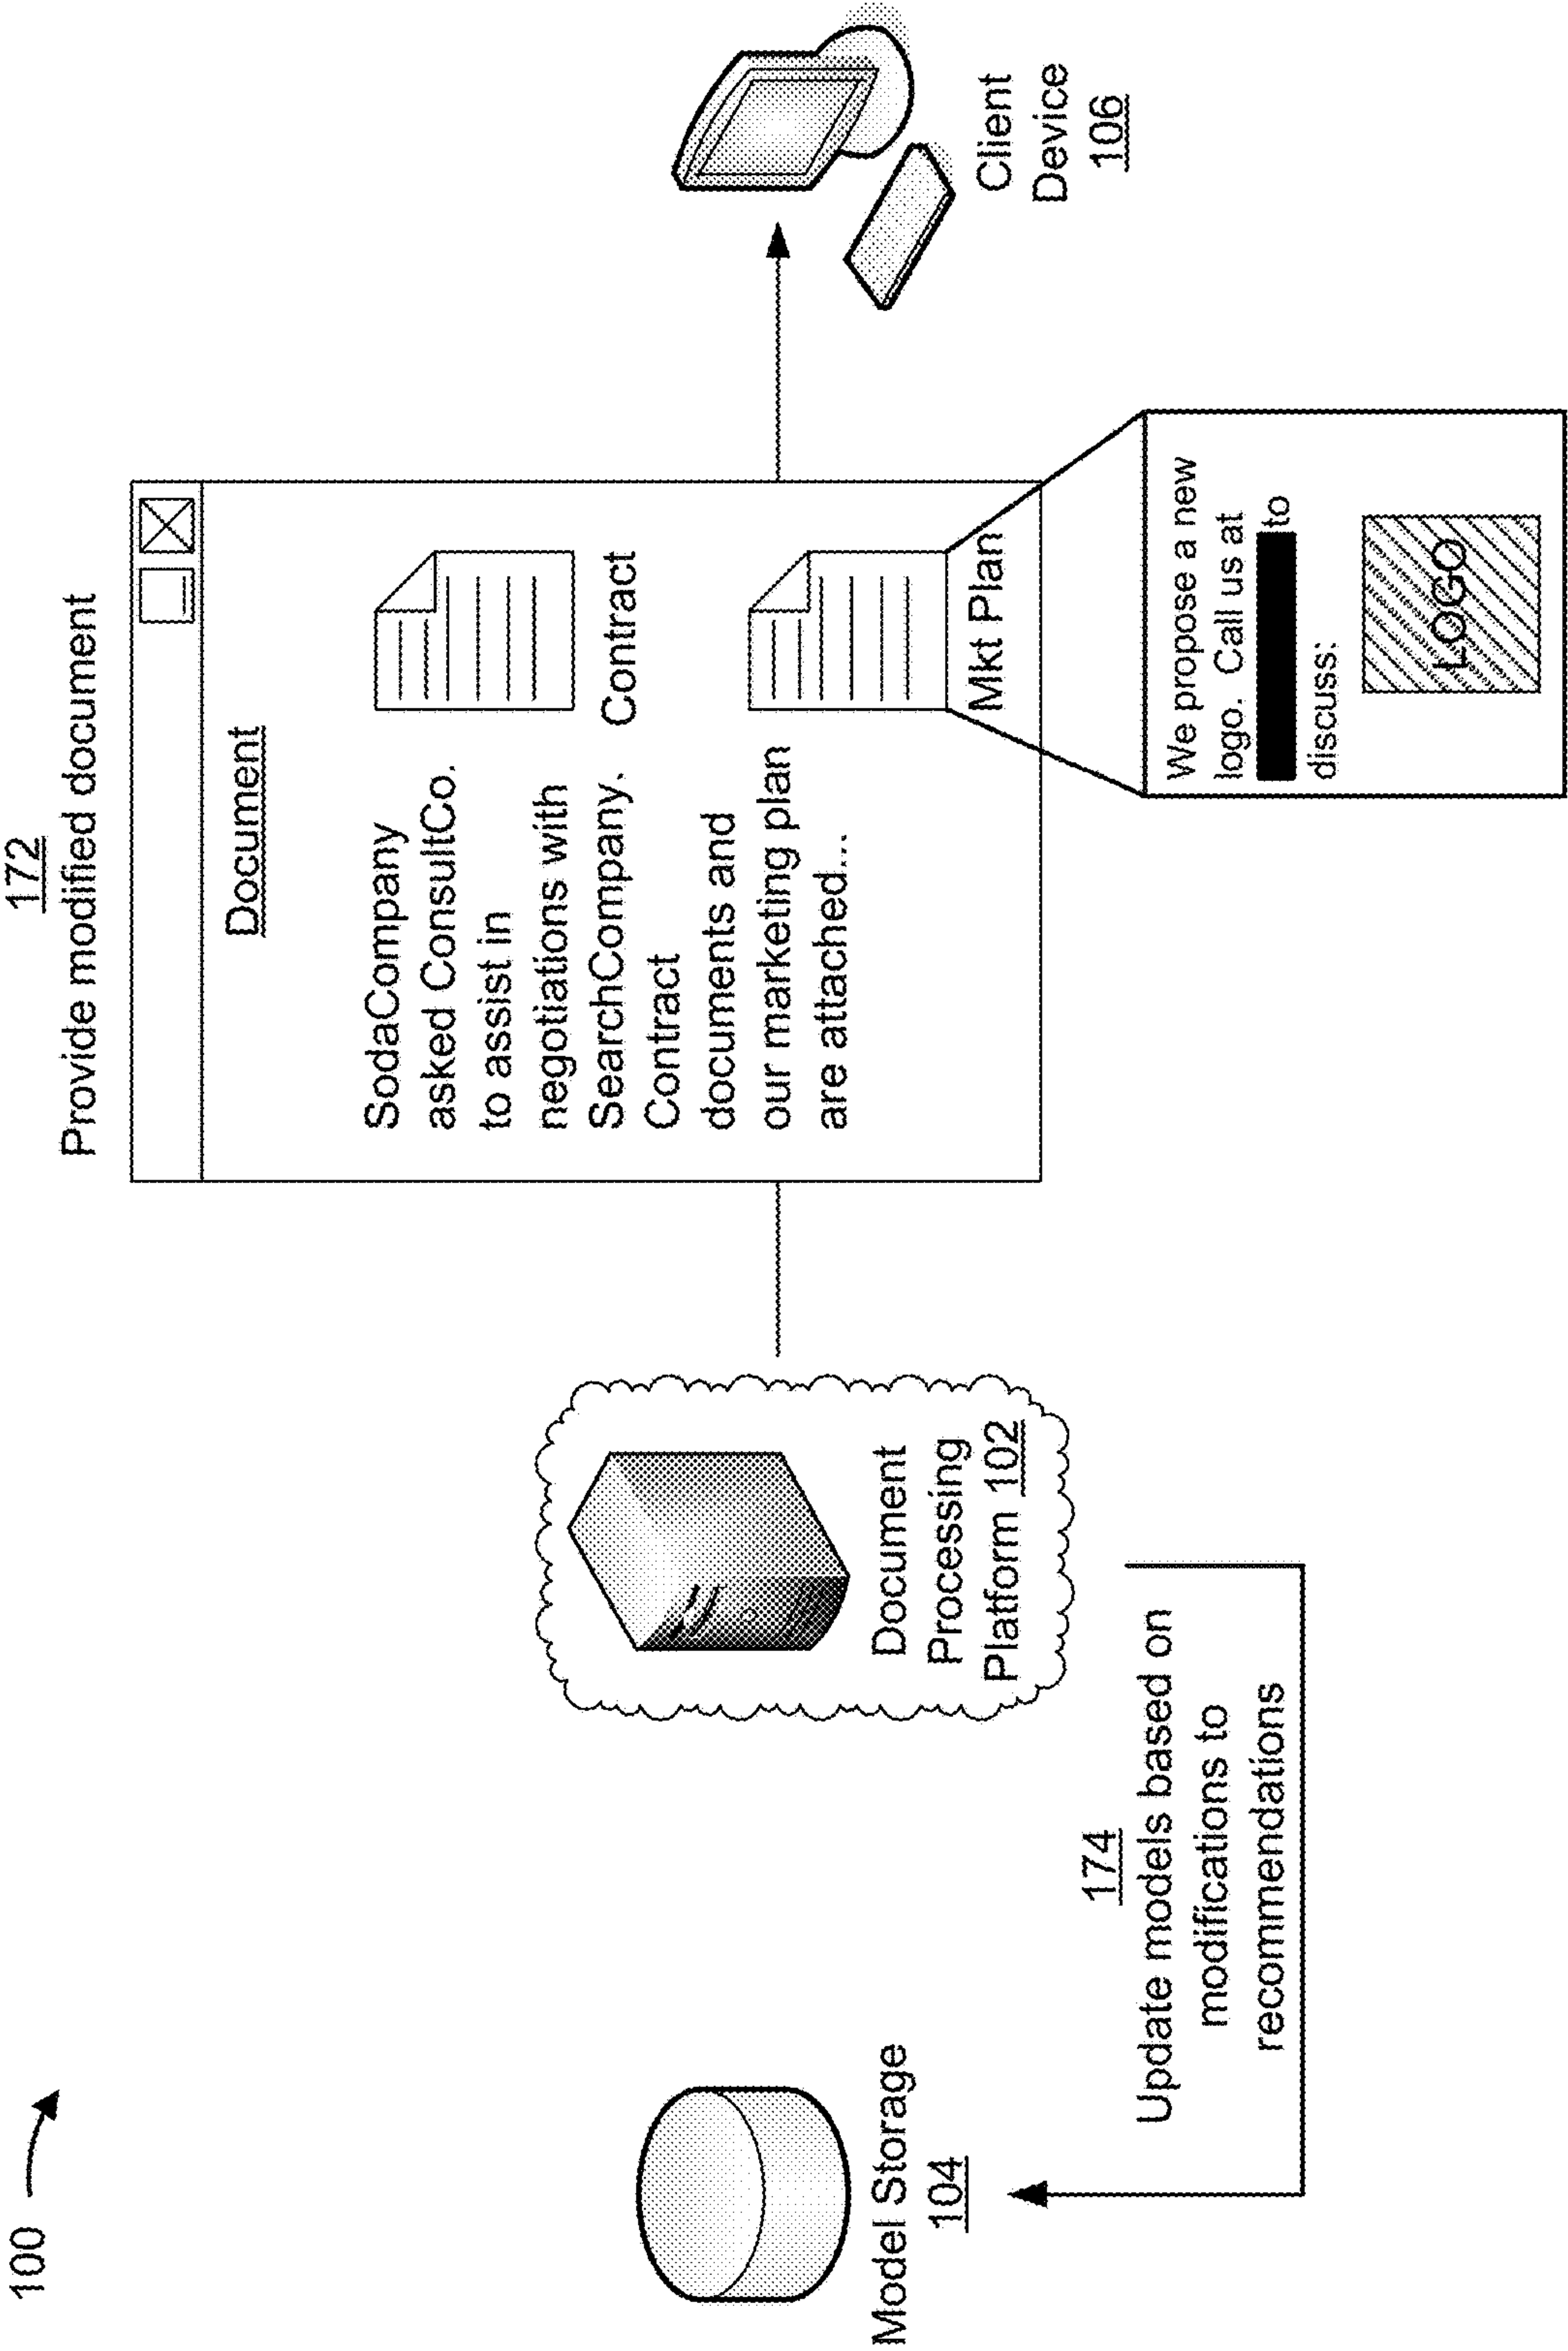 100
172
Provide modified document
Document
SodaCompany
asked ConsultCo.
to assist in
negotiations with
SearchCompany.
Contract
documents and
our marketing plan
are attached...
Contract
Mkt Plan
We propose a new
logo. Call us at
to
discuss:
LOGO
Client
Device
106
Document
Processing
Platform 102
Model Storage
104
174
Update models based on
modifications to
recommendations